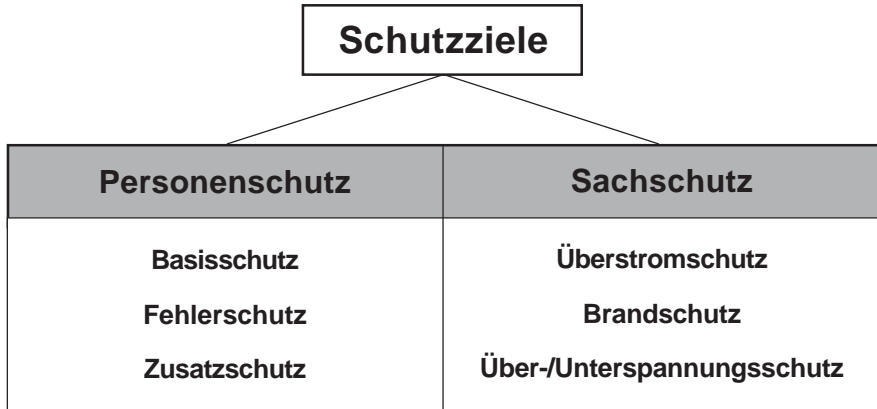 Schutzziele
Personenschutz
Sachschutz
Basisschutz
Überstromschutz
Fehlerschutz
Brandschutz
Zusatzschutz
Über-/Unterspannungsschutz